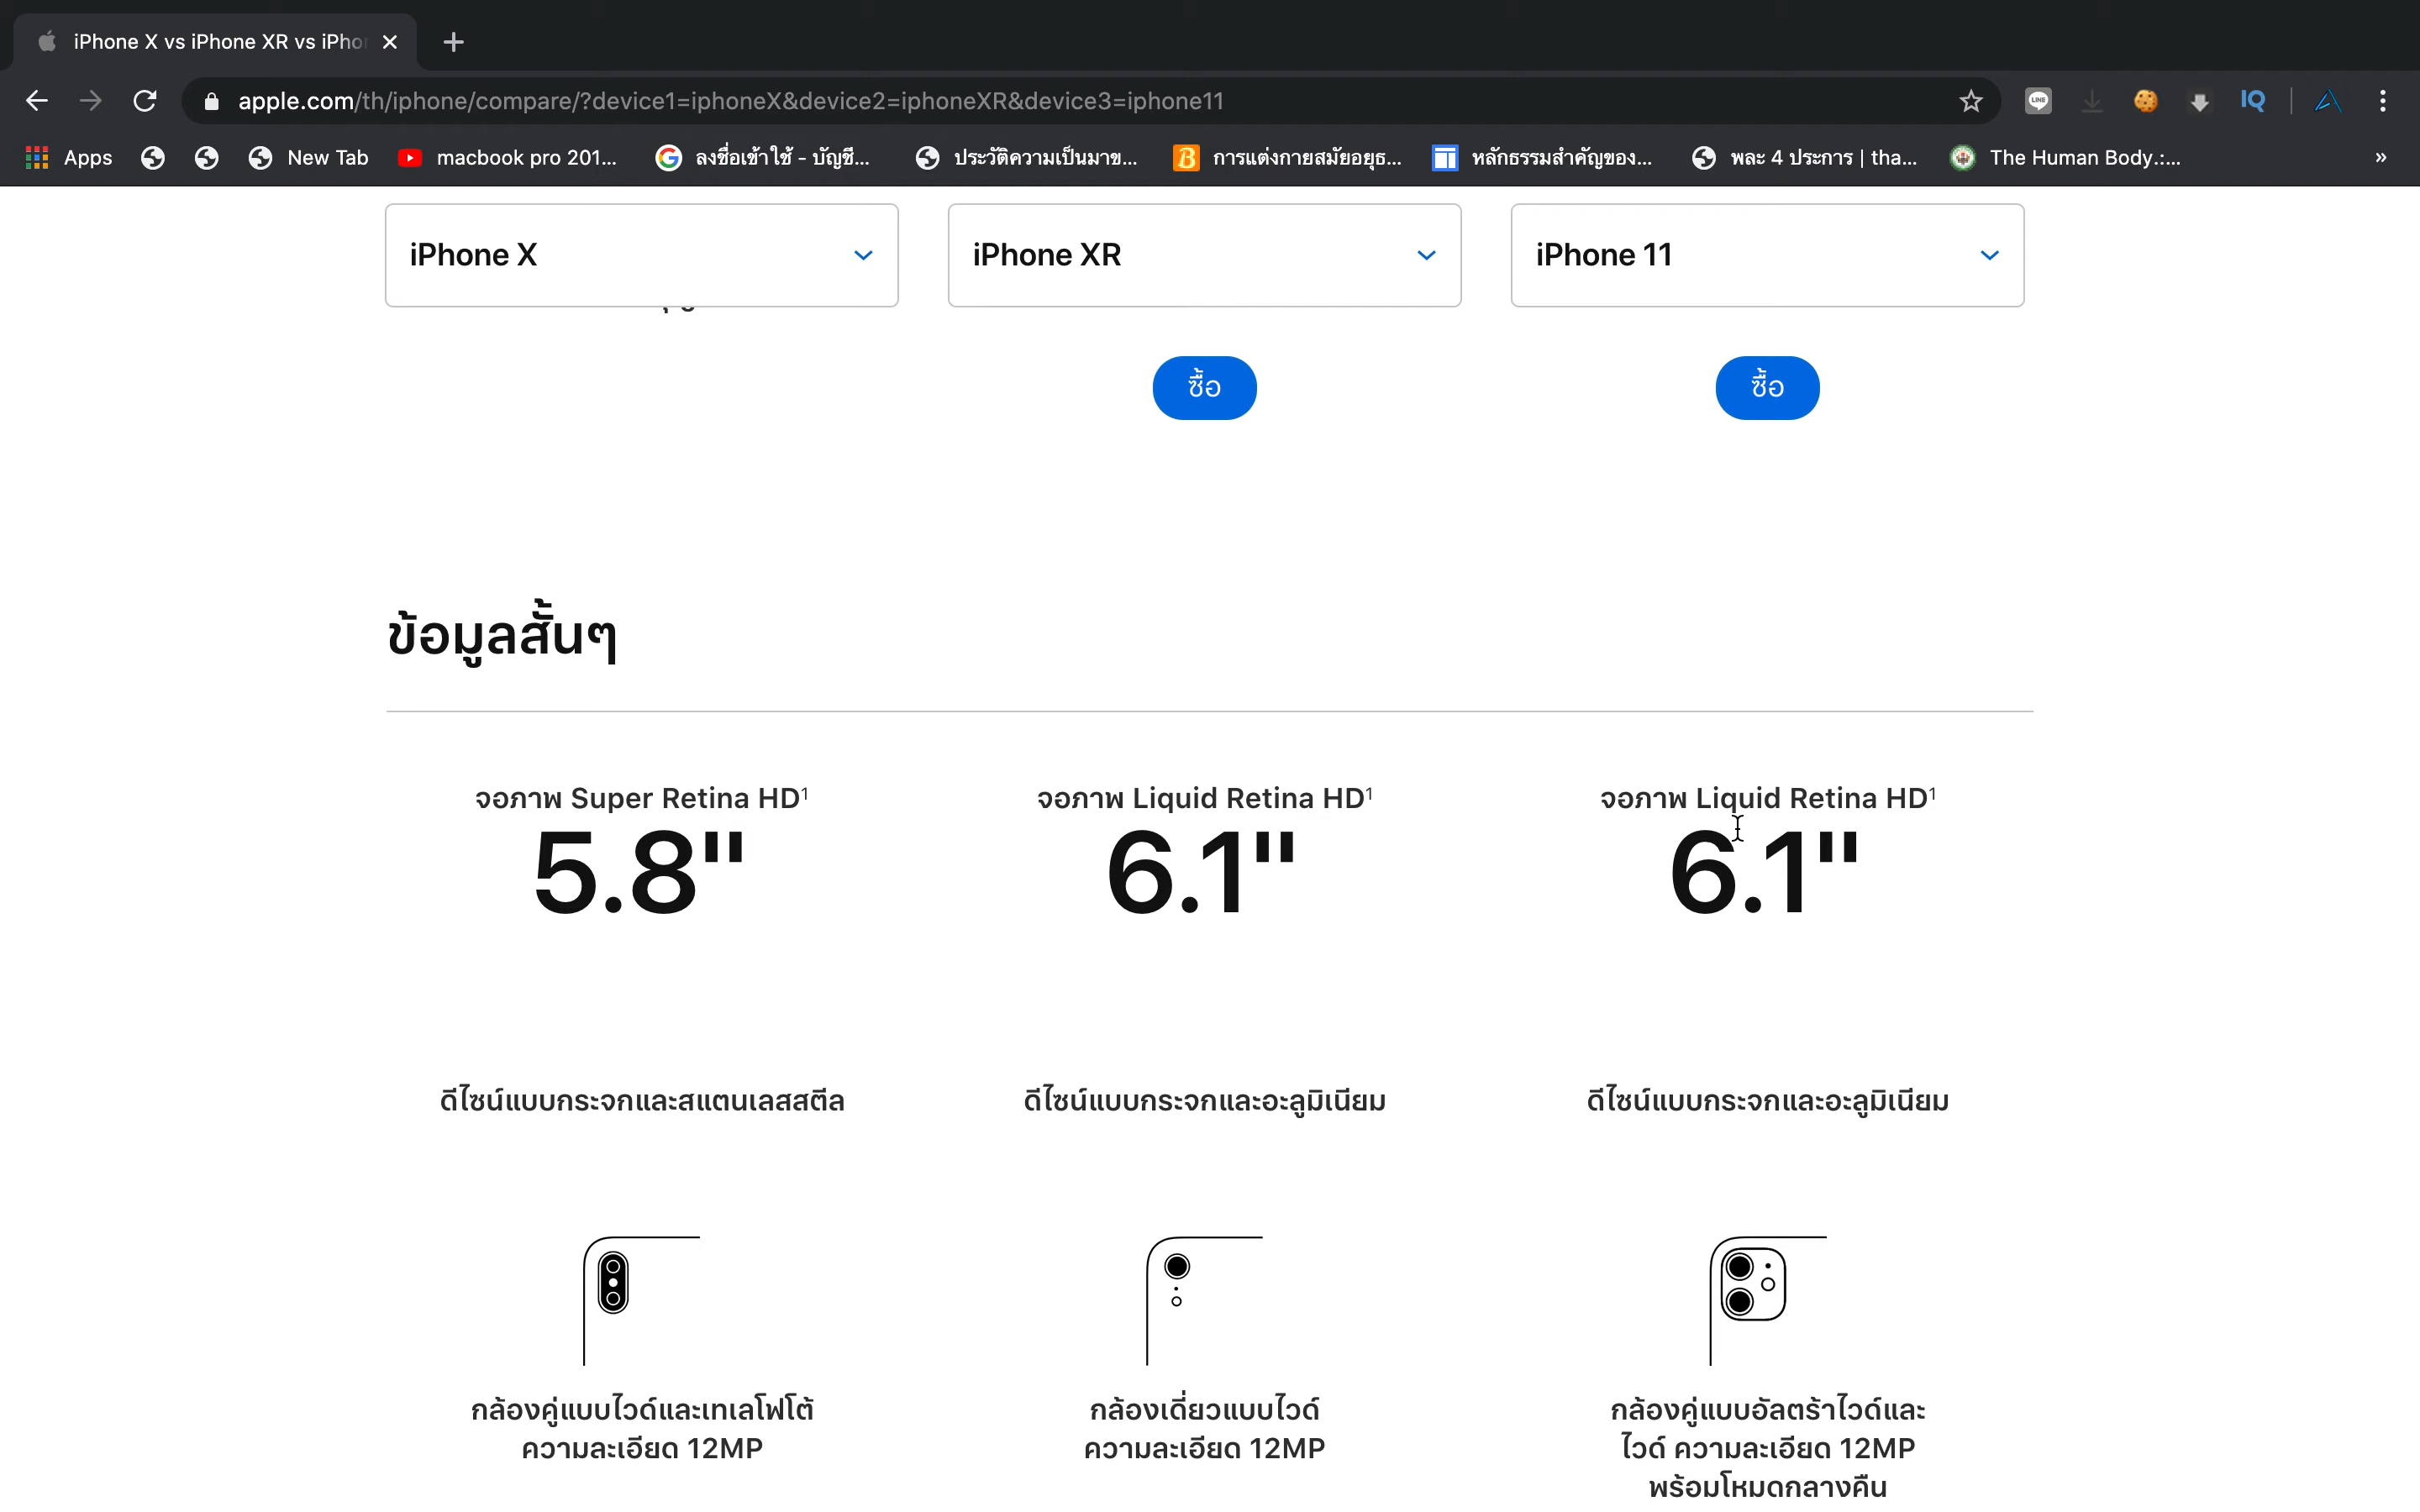 iPhone X vs iPhone XR vs iPho
apple.com/th/iphone/compare/?device1=iphoneX&device2=iphoneXR&device3=iphone11
LINE
IQ
Apps
New Tab
macbook pro 201...
ลงชื่อเข้าใช้ - บัญชี...
ประวัติความเป็นมาข...
การแต่งกายสมัยอยุธ...
หลักธรรมสำคัญของ...
พละ 4 ประการ | tha...
The Human Body.:...
»
iPhone X
iPhone XR
iPhone 11
ซื้อ
ซื้อ
ข้อมูลสั้นๆ
จอภาพ Super Retina HD¹
5.8"
จอภาพ Liquid Retina HD¹
6.1"
จอภาพ Liquid Retina HD¹
6.1"
ดีไซน์แบบกระจกและสแตนเลสสตีล
ดีไซน์แบบกระจกและอะลูมิเนียม
ดีไซน์แบบกระจกและอะลูมิเนียม
กล้องคู่แบบไวด์และเทเลโฟโต้
ความละเอียด 12MP
กล้องเดี่ยวแบบไวด์
ความละเอียด 12MP
กล้องคู่แบบอัลตร้าไวด์และ
ไวด์ ความละเอียด 12MP
พร้อมโหมดกลางคืน